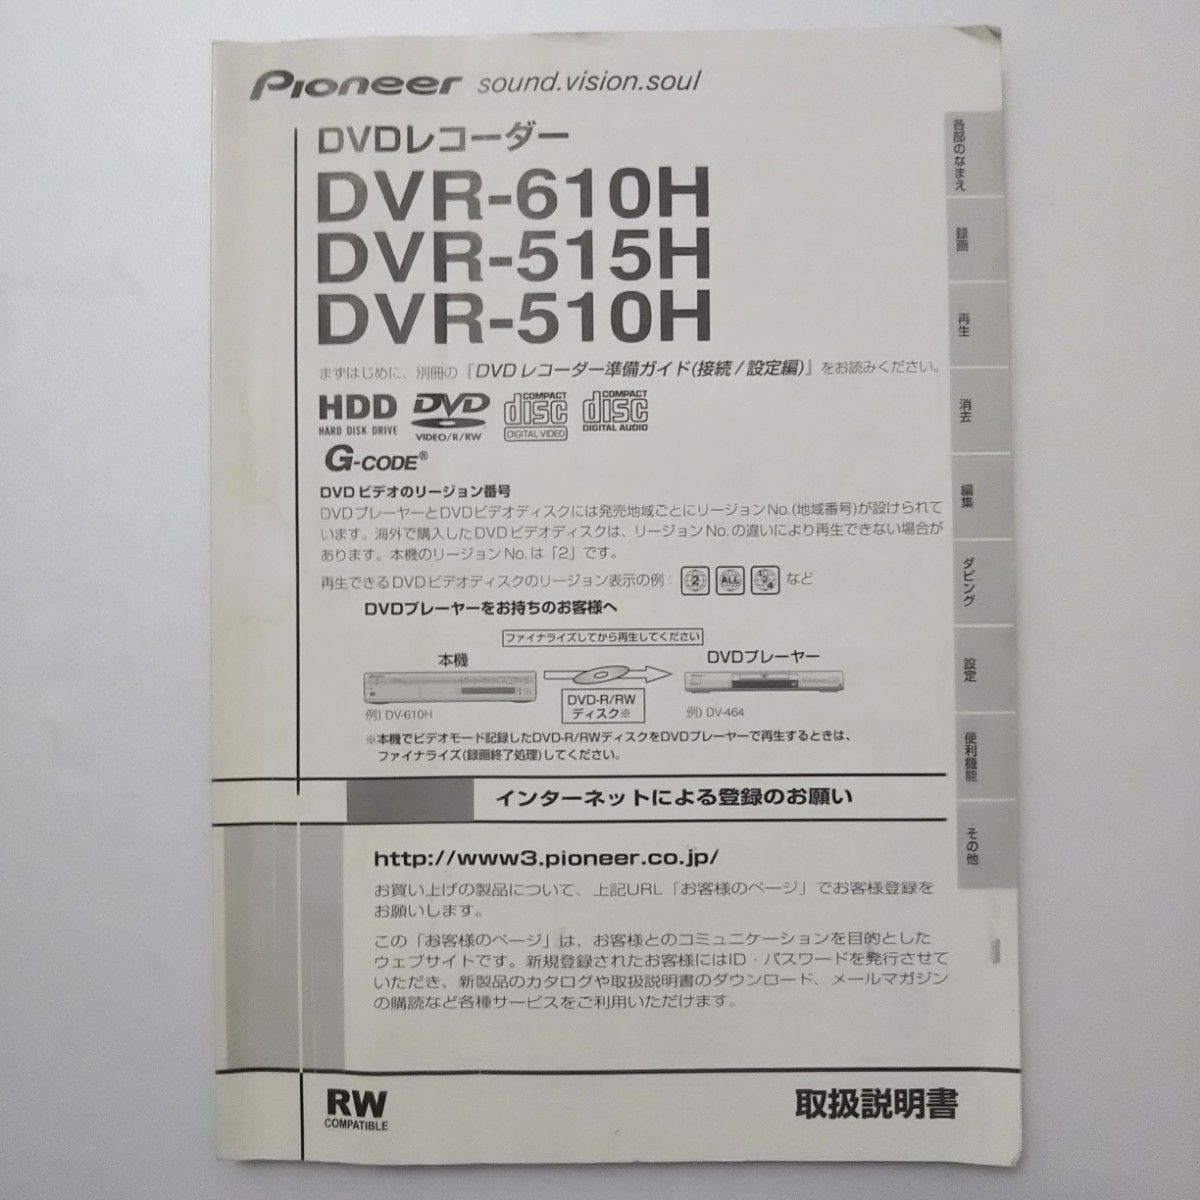 Pioneer sound.vision.soul
DVDレコーダー
DVR-610H
DVR-515H
DVR-510H
まずはじめに、別冊の『DVD レコーダー準備ガイド(接続 / 設定編)』をお読みください。
HDD
HARD DISK DRIVE
DVD
VIDEO/R/RW
COMPACT
disc
DIGITAL VIDEO
COMPACT
disc
DIGITAL AUDIO
G-CODE®
DVD ビデオのリージョン番号
DVDプレーヤーとDVDビデオディスクには発売地域ごとにリージョンNo.(地域番号)が設けられて
います。海外で購入したDVDビデオディスクは、リージョンNo.の違いにより再生できない場合が
あります。本機のリージョンNo.は「2」です。
再生できるDVDビデオディスクのリージョン表示の例: 2 ALL 1 2 4 など
DVDプレーヤーをお持ちのお客様へ
ファイナライズしてから再生してください
本機
DVDプレーヤー
DVD-R/RW
ディスク※
例) DV-610H
例) DV-464
※本機でビデオモード記録したDVD-R/RWディスクをDVDプレーヤーで再生するときは、
ファイナライズ(録画終了処理)してください。
インターネットによる登録のお願い
http://www3.pioneer.co.jp/
お買い上げの製品について、上記URL「お客様のページ」でお客様登録を
お願いします。
この「お客様のページ」は、お客様とのコミュニケーションを目的とした
ウェブサイトです。新規登録されたお客様にはID・パスワードを発行させて
いただき、新製品のカタログや取扱説明書のダウンロード、メールマガジン
の購読など各種サービスをご利用いただけます。
RW
COMPATIBLE
取扱説明書
各部のなまえ
録画
再生
消去
編集
ダビング
設定
便利機能
その他